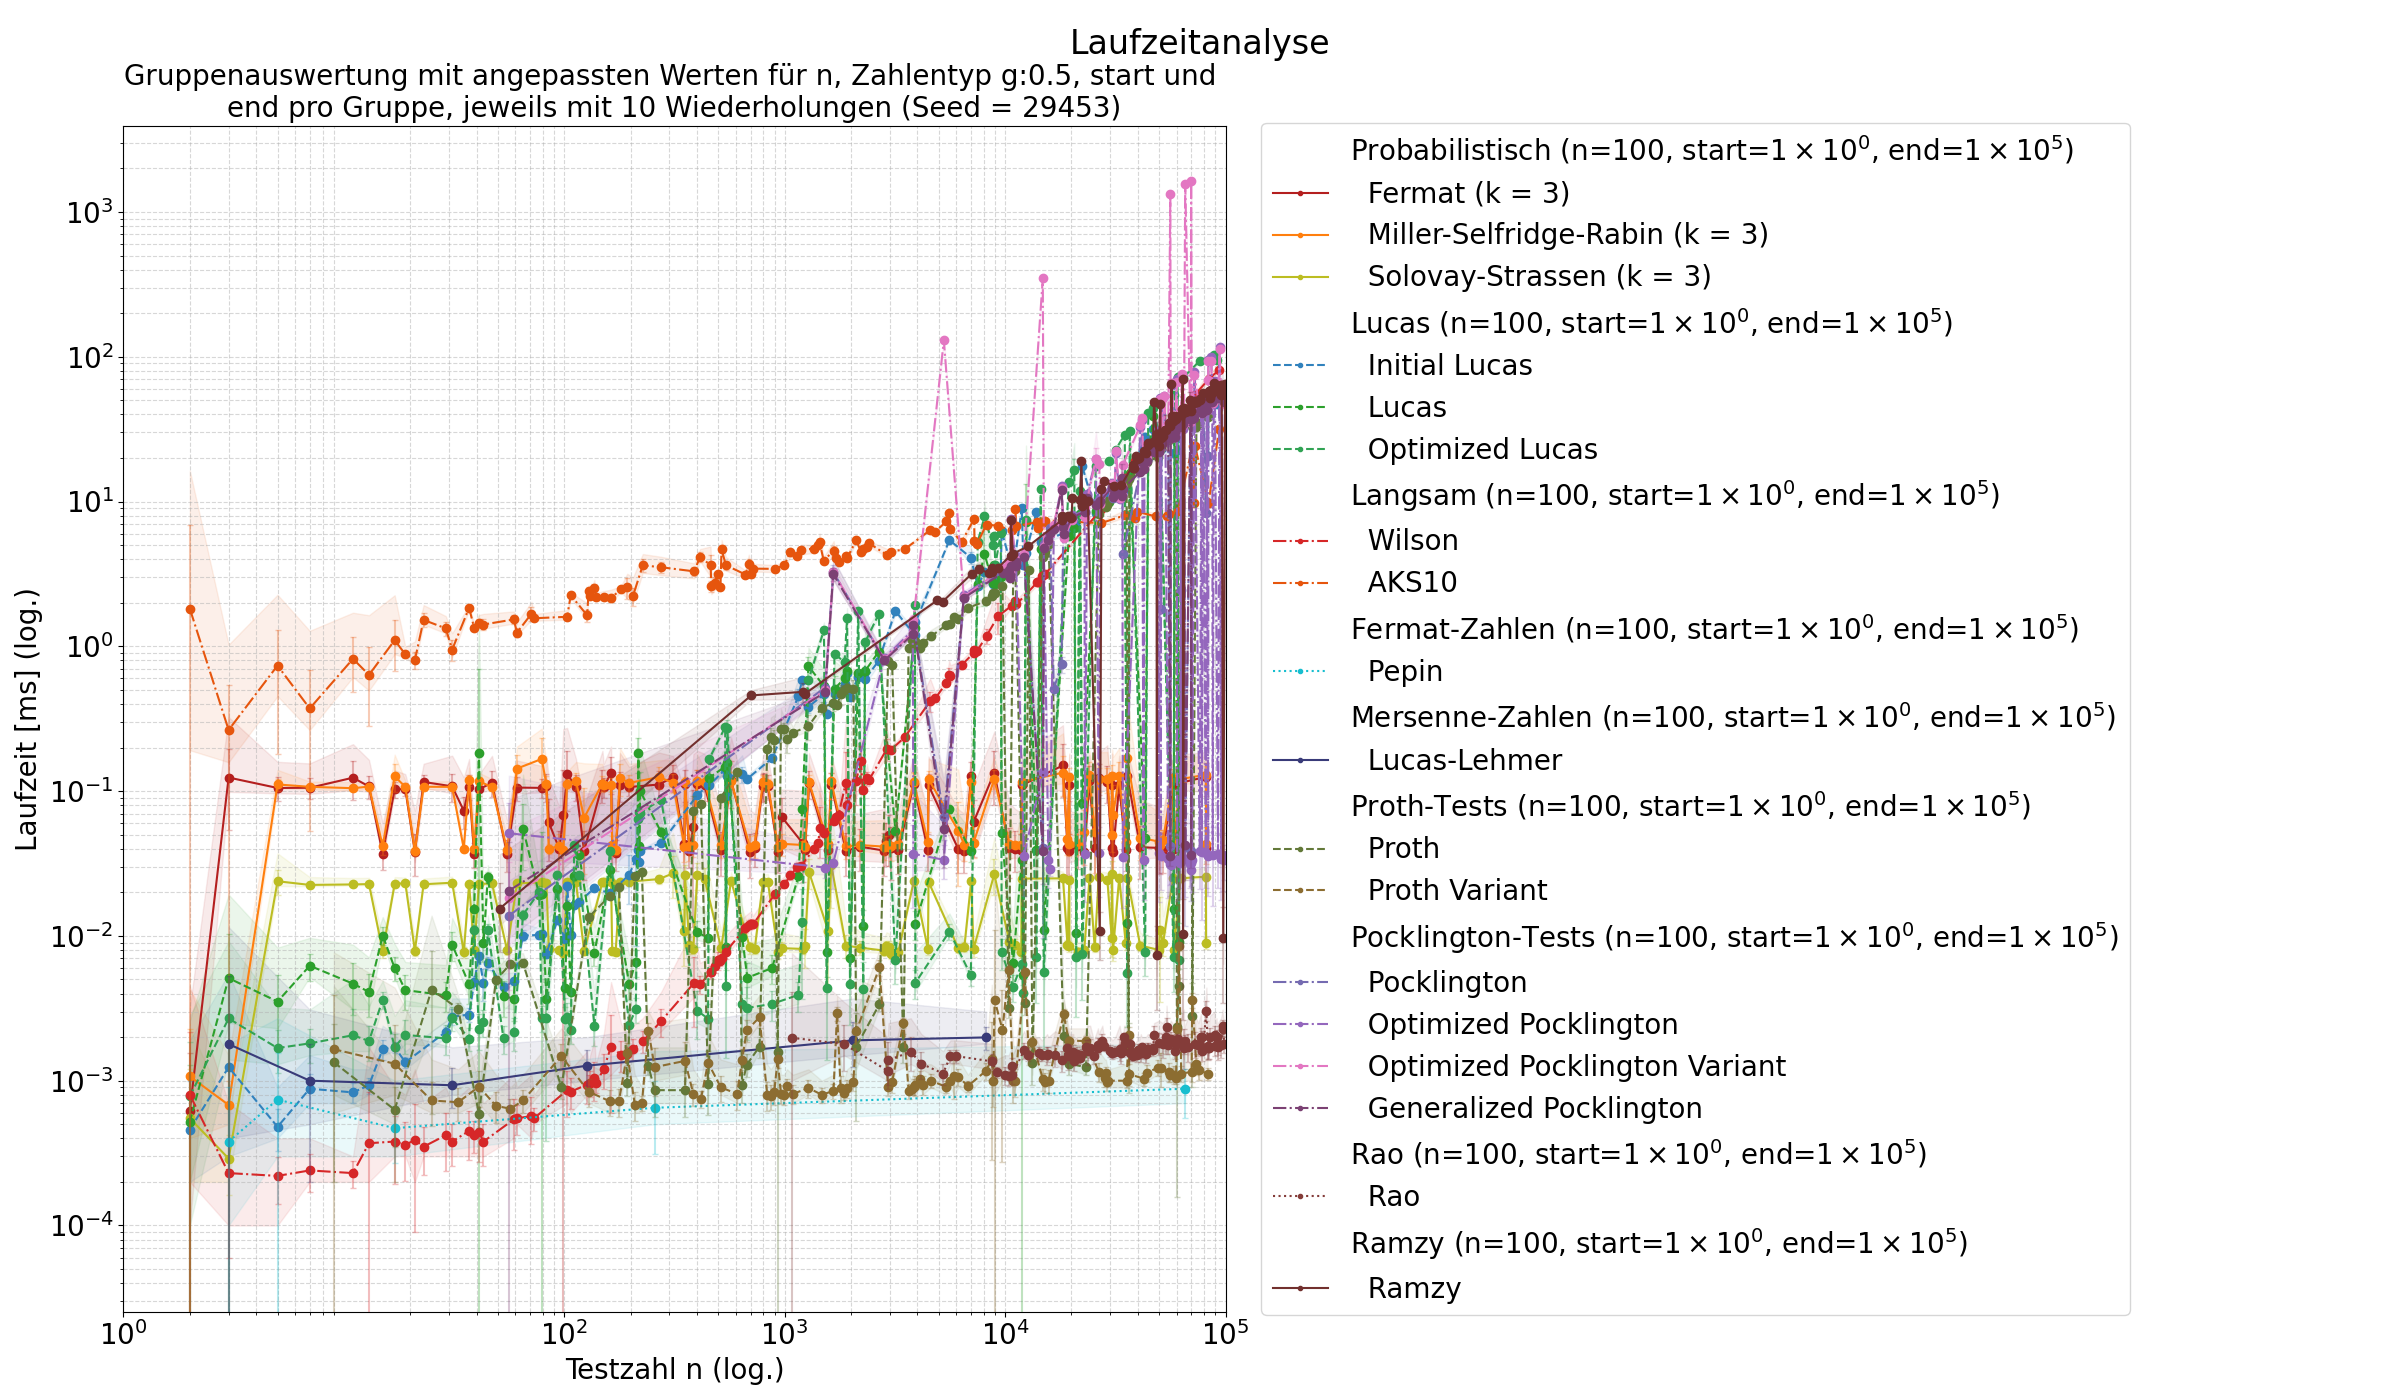 Laufzeitanalyse
Gruppenauswertung mit angepassten Werten für n, Zahlentyp g:0.5, start und
end pro Gruppe, jeweils mit 10 Wiederholungen (Seed = 29453)
Laufzeit [ms] (log.)
10³
10²
10¹
10⁰
10⁻¹
10⁻²
10⁻³
10⁻⁴
10⁰ 10² 10³ 10⁴ 10⁵
Testzahl n (log.)
Probabilistisch (n=100, start=1 × 10⁰, end=1 × 10⁵)
Fermat (k = 3)
Miller-Selfridge-Rabin (k = 3)
Solovay-Strassen (k = 3)
Lucas (n=100, start=1 × 10⁰, end=1 × 10⁵)
Initial Lucas
Lucas
Optimized Lucas
Langsam (n=100, start=1 × 10⁰, end=1 × 10⁵)
Wilson
AKS10
Fermat-Zahlen (n=100, start=1 × 10⁰, end=1 × 10⁵)
Pepin
Mersenne-Zahlen (n=100, start=1 × 10⁰, end=1 × 10⁵)
Lucas-Lehmer
Proth-Tests (n=100, start=1 × 10⁰, end=1 × 10⁵)
Proth
Proth Variant
Pocklington-Tests (n=100, start=1 × 10⁰, end=1 × 10⁵)
Pocklington
Optimized Pocklington
Optimized Pocklington Variant
Generalized Pocklington
Rao (n=100, start=1 × 10⁰, end=1 × 10⁵)
Rao
Ramzy (n=100, start=1 × 10⁰, end=1 × 10⁵)
Ramzy